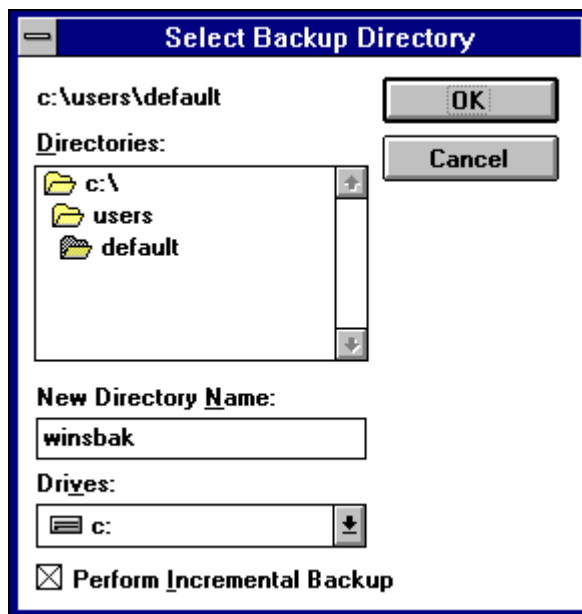 Select Backup Directory
c:\users\default
OK
Directories:
Cancel
c:\
users
default
New Directory Name:
winsbak
Drives:
c:
Perform Incremental Backup